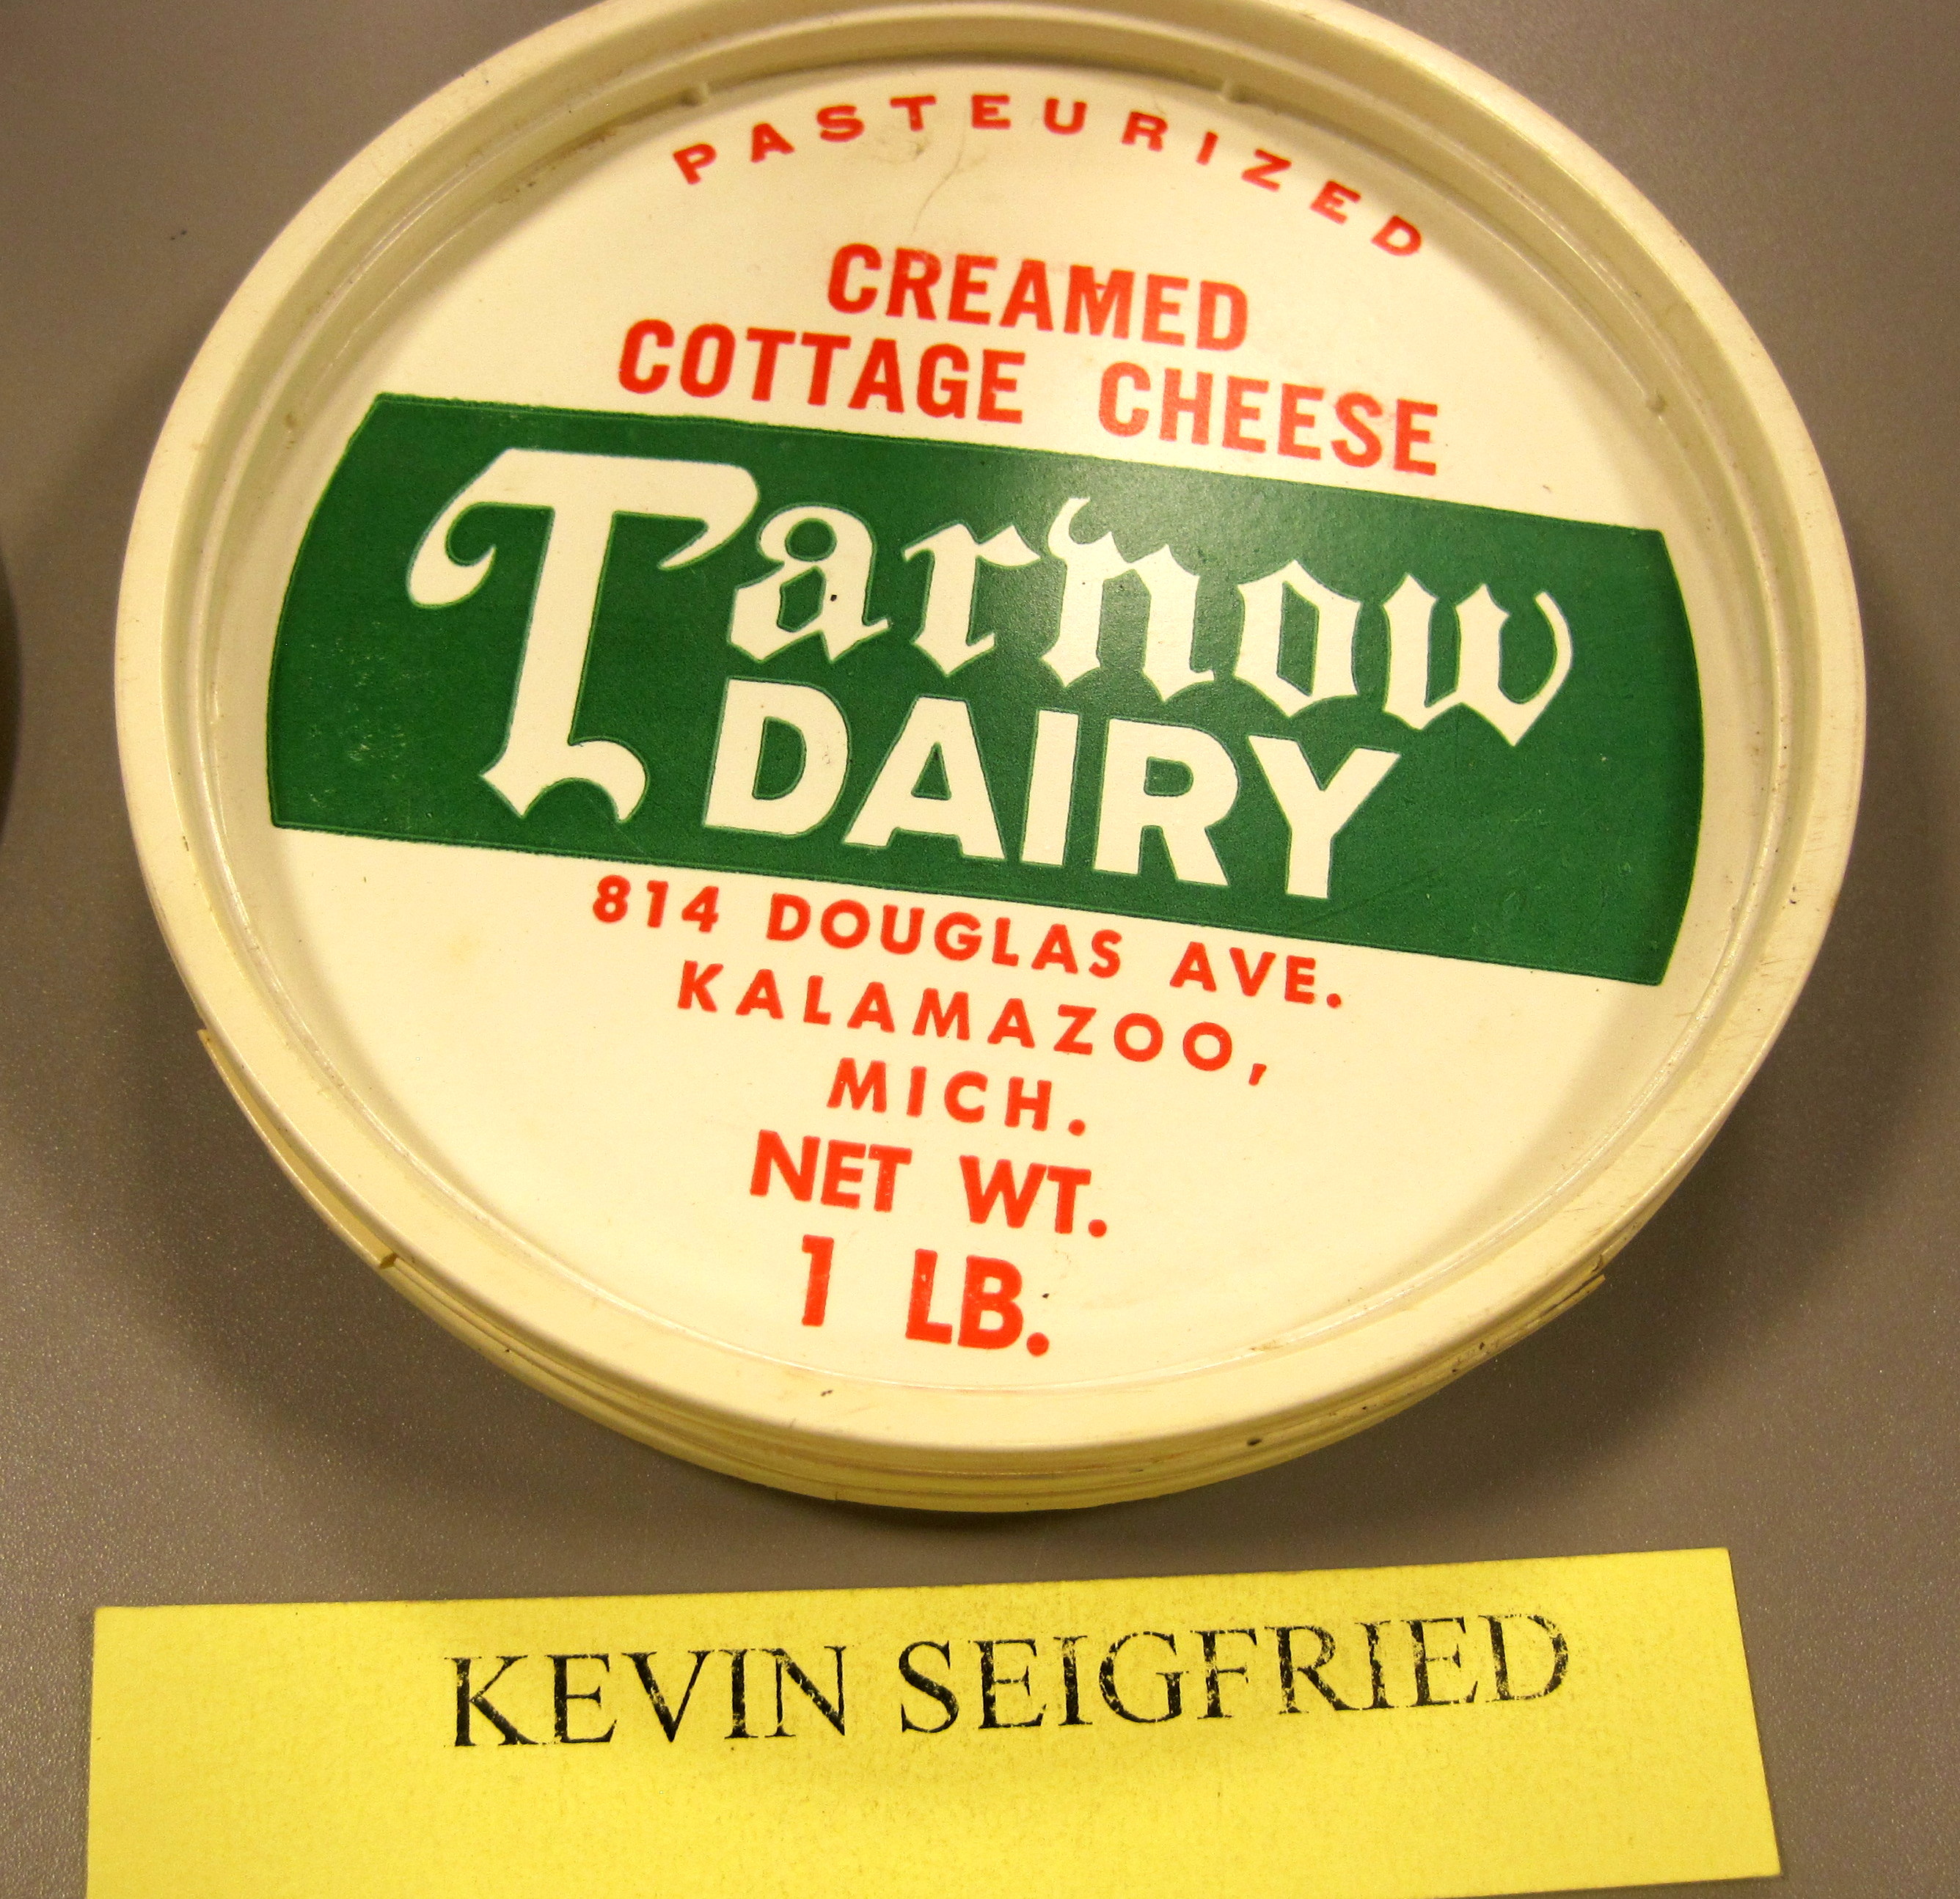 PASTEURIZED
CREAMED
COTTAGE CHEESE
Tarnow
DAIRY
814 DOUGLAS AVE.
KALAMAZOO,
MICH.
NET WT.
1 LB.
KEVIN SEIGFRIED